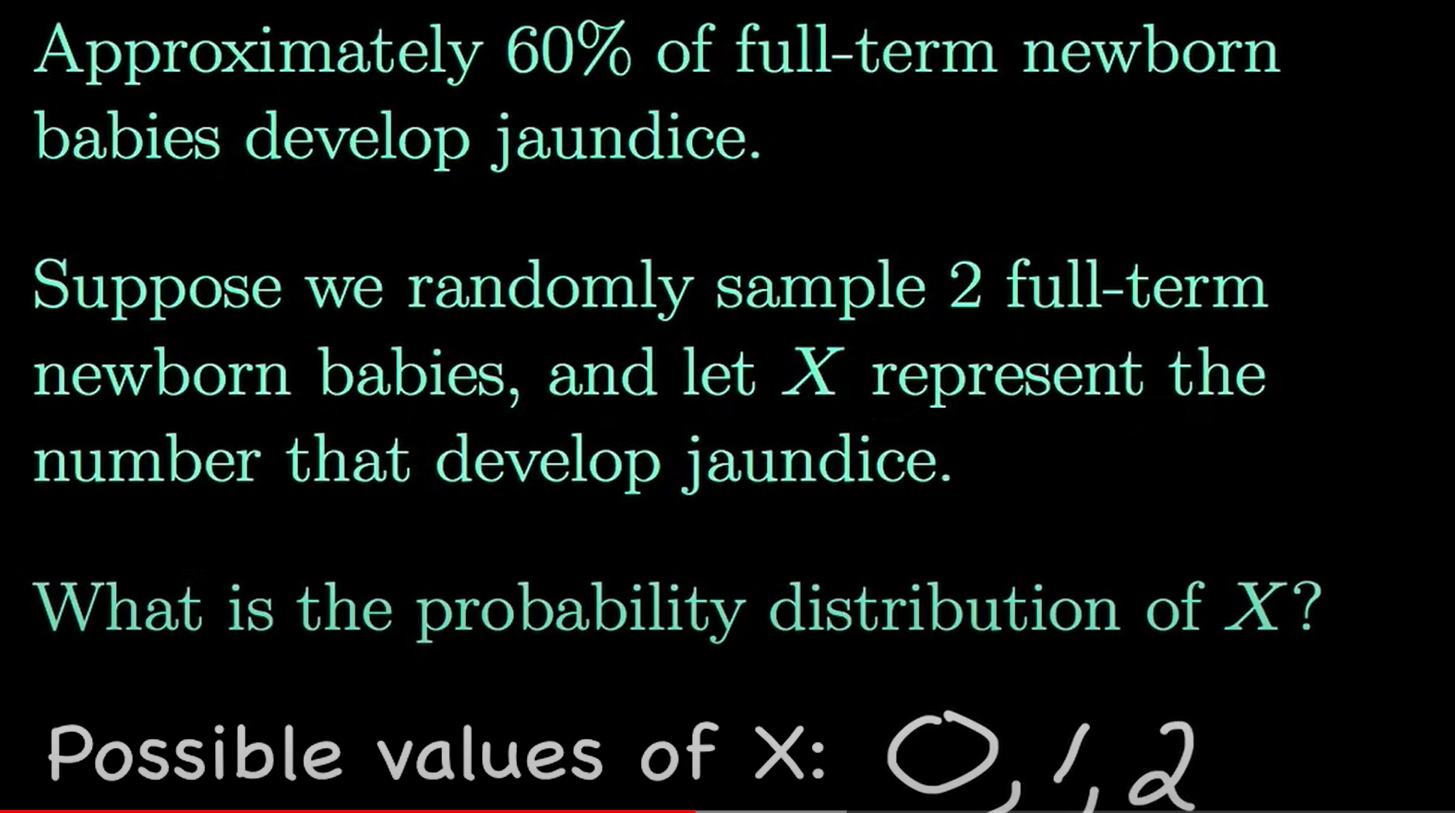 Approximately 60% of full-term newborn
babies develop jaundice.
Suppose we randomly sample 2 full-term
newborn babies, and let X represent the
number that develop jaundice.
What is the probability distribution of X?
Possible values of X: 0, 1, 2